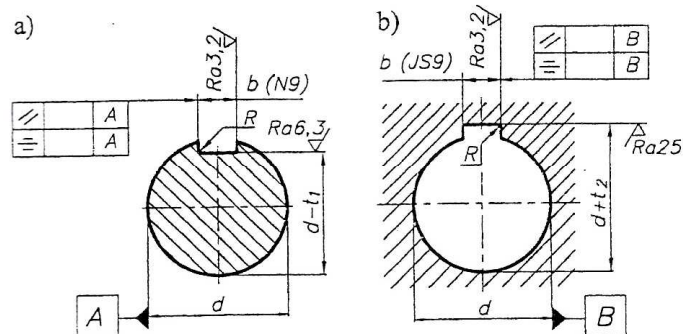 a)
Ra3,2
b (N9)
// A
⌯ A
R
Ra6,3
d-t1
d
A
b)
Ra3,2
b (JS9)
// B
⌯ B
R
Ra25
d+t2
d
B